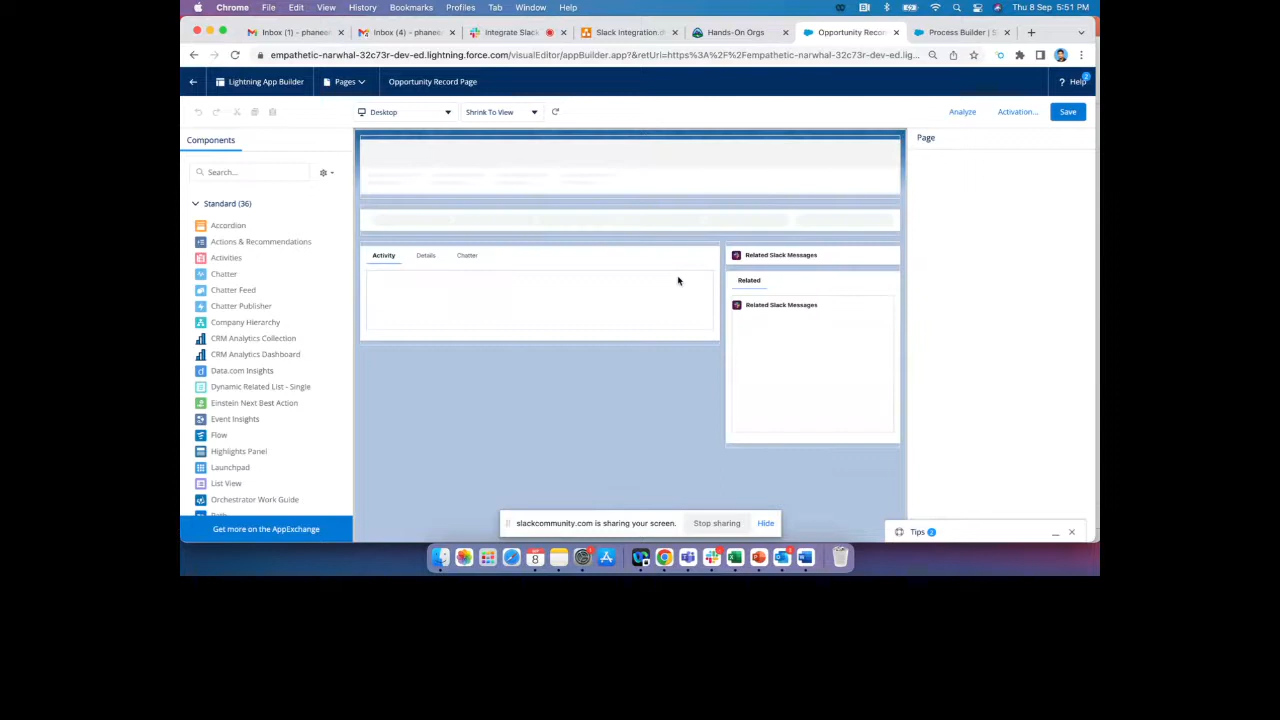 Chrome File Edit View History Bookmarks Profiles Tab Window Help Thu 8 Sep 5:51 PM
Inbox (1) – phaneen Inbox (4) – phaneen Integrate Slack Slack Integration.d Hands-On Orgs Opportunity Recor Process Builder | S
empathetic-narwhal-32c73r-dev-ed.lightning.force.com/visualEditor/appBuilder.app?&retUrl=https%3A%2F%2Fempathetic-narwhal-32c73r-dev-ed.lig...
Lightning App Builder Pages Opportunity Record Page ? Help 2
Desktop Shrink To View Analyze Activation... Save
Components Page
Search...
Standard (36)
Accordion
Actions & Recommendations
Activities
Chatter
Chatter Feed
Chatter Publisher
Company Hierarchy
CRM Analytics Collection
CRM Analytics Dashboard
Data.com Insights
Dynamic Related List - Single
Einstein Next Best Action
Event Insights
Flow
Highlights Panel
Launchpad
List View
Orchestrator Work Guide
Get more on the AppExchange
Activity Details Chatter
Related Slack Messages
Related
Related Slack Messages
slackcommunity.com is sharing your screen. Stop sharing Hide
Tips 2